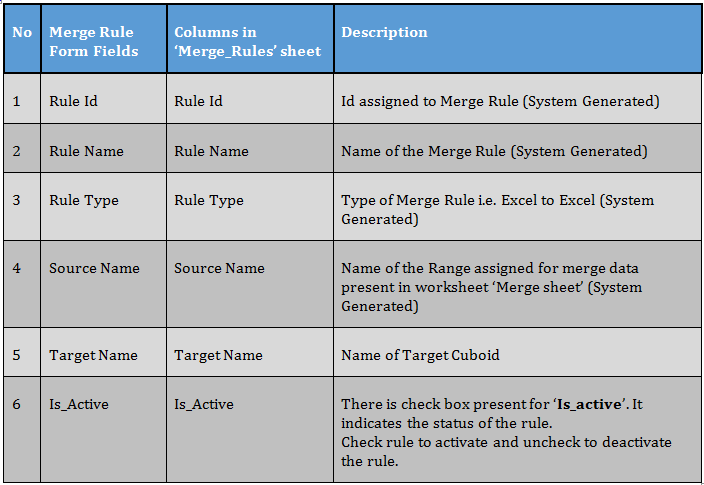 No
Merge Rule
Form Fields
Columns in
‘Merge_Rules’ sheet
Description
1
Rule Id
Rule Id
Id assigned to Merge Rule (System Generated)
2
Rule Name
Rule Name
Name of the Merge Rule (System Generated)
3
Rule Type
Rule Type
Type of Merge Rule i.e. Excel to Excel (System
Generated)
4
Source Name
Source Name
Name of the Range assigned for merge data
present in worksheet ‘Merge sheet’ (System
Generated)
5
Target Name
Target Name
Name of Target Cuboid
6
Is_Active
Is_Active
There is check box present for ‘Is_active’. It
indicates the status of the rule.
Check rule to activate and uncheck to deactivate
the rule.